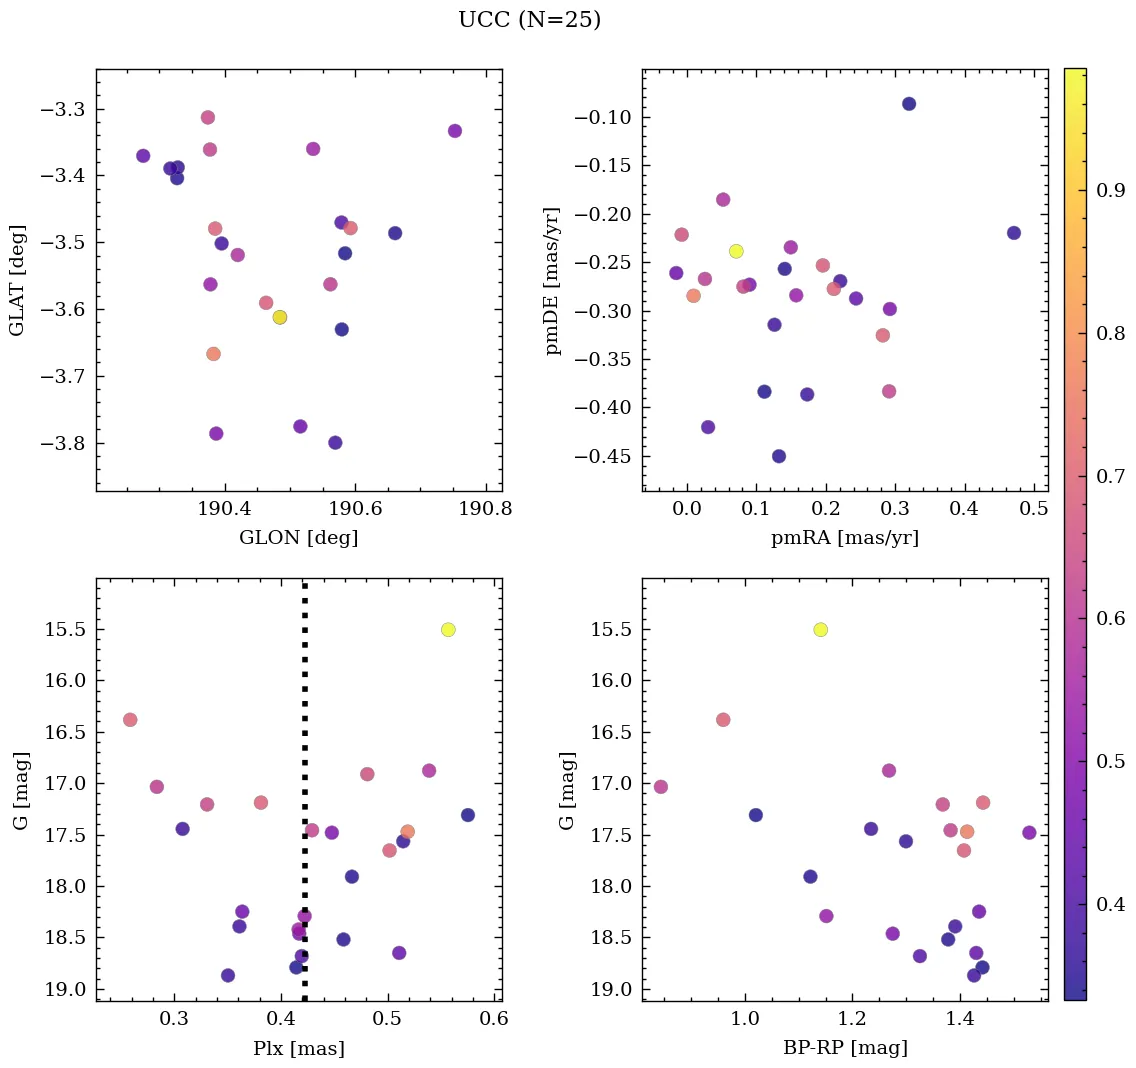 UCC (N=25)
−3.3
−3.4
−3.5
−3.6
−3.7
−3.8
GLAT [deg]
190.4 190.6 190.8
GLON [deg]
−0.10
−0.15
−0.20
−0.25
−0.30
−0.35
−0.40
−0.45
pmDE [mas/yr]
0.0 0.1 0.2 0.3 0.4 0.5
pmRA [mas/yr]
15.5
16.0
16.5
17.0
17.5
18.0
18.5
19.0
G [mag]
0.3 0.4 0.5 0.6
Plx [mas]
15.5
16.0
16.5
17.0
17.5
18.0
18.5
19.0
G [mag]
1.0 1.2 1.4
BP-RP [mag]
0.9
0.8
0.7
0.6
0.5
0.4